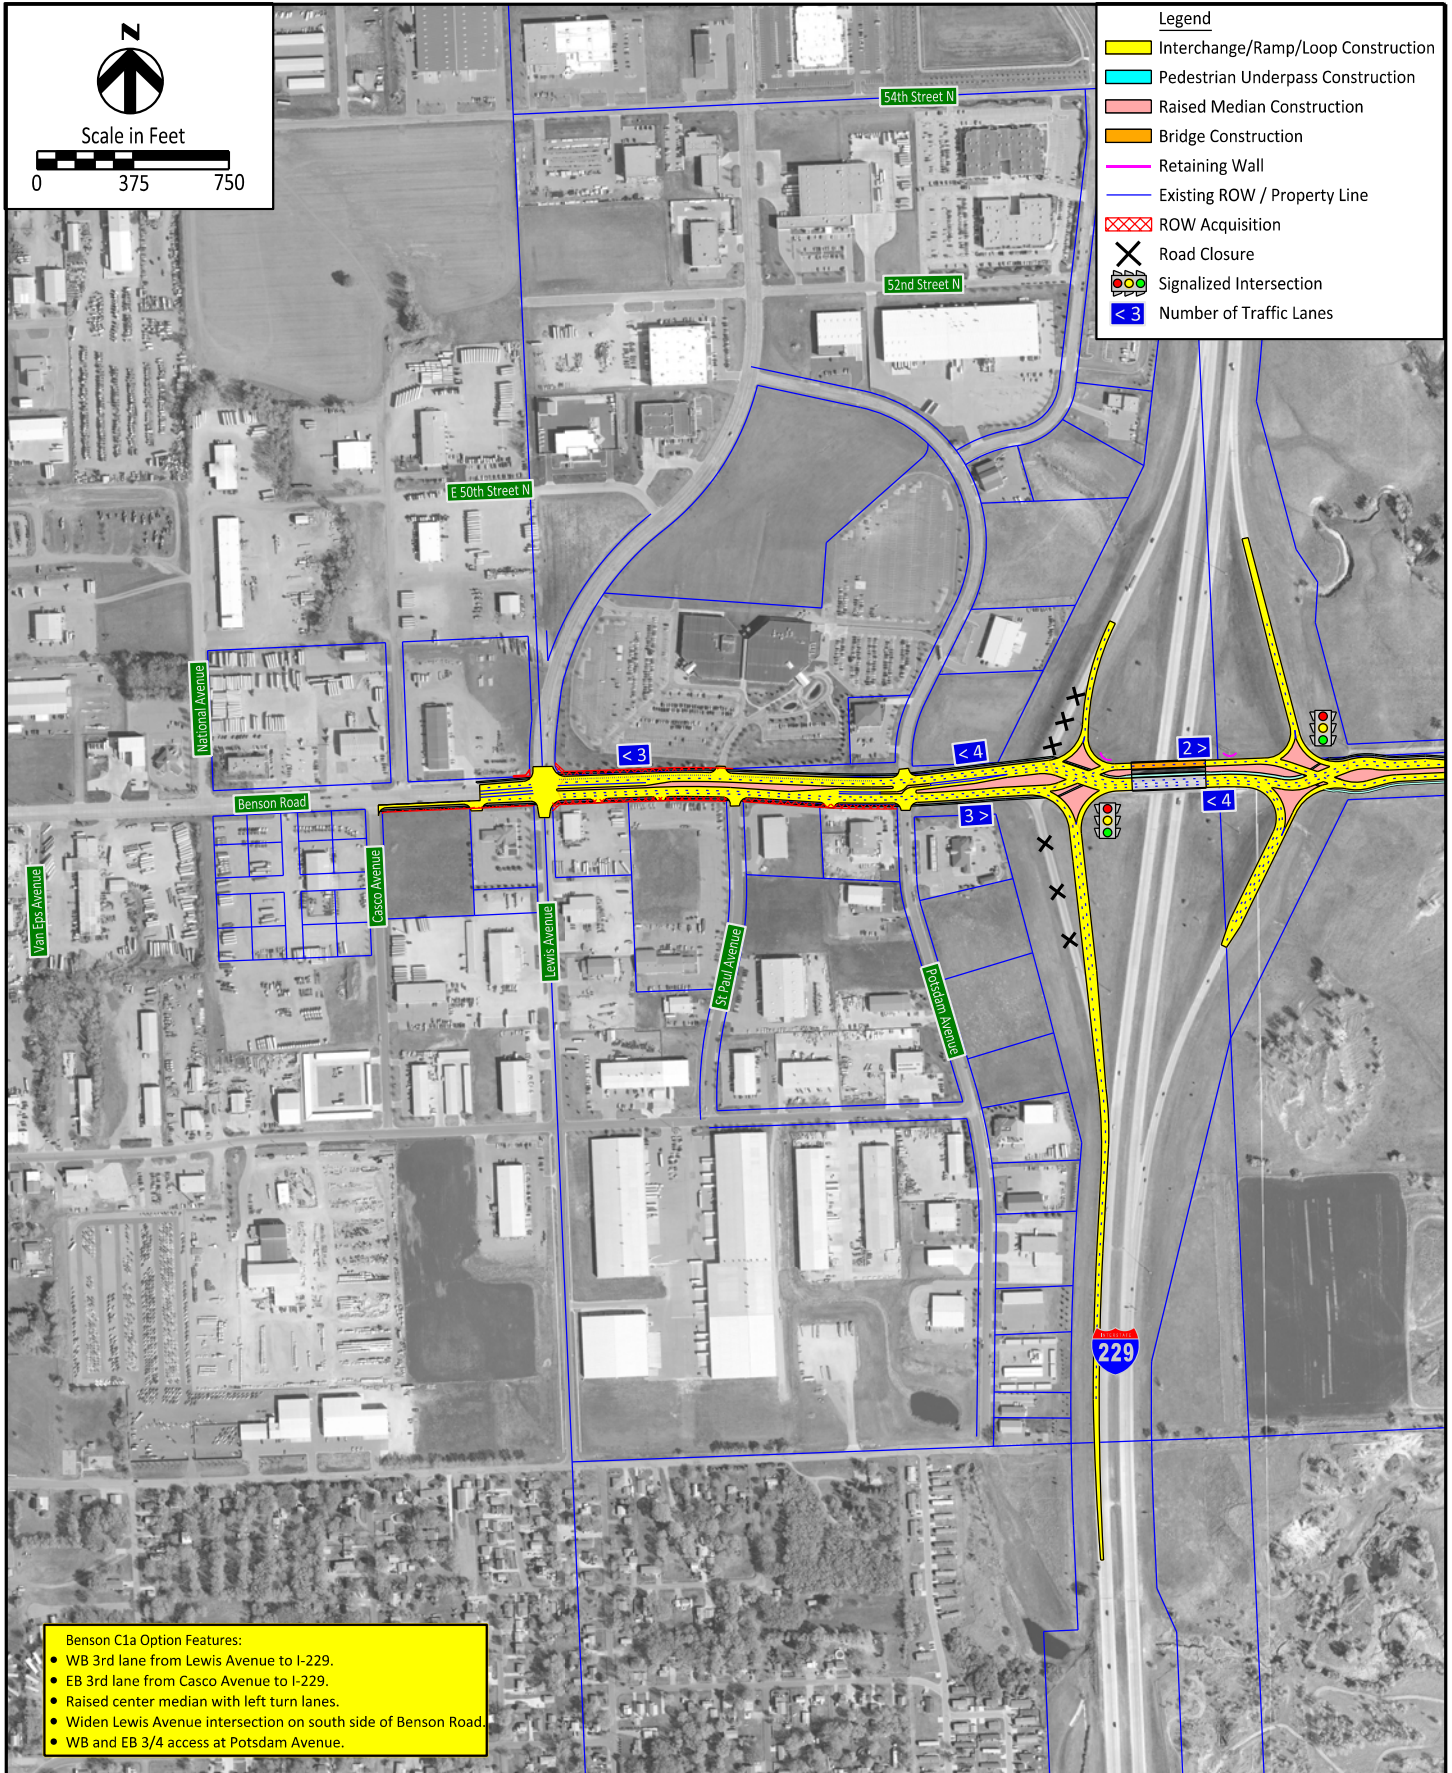 N
Scale in Feet
0 375 750
Legend
Interchange/Ramp/Loop Construction
Pedestrian Underpass Construction
Raised Median Construction
Bridge Construction
Retaining Wall
Existing ROW / Property Line
ROW Acquisition
Road Closure
Signalized Intersection
< 3 Number of Traffic Lanes
54th Street N
52nd Street N
E 50th Street N
National Avenue
< 3
< 4
2 >
Benson Road
3 >
< 4
Van Eps Avenue
Casco Avenue
Lewis Avenue
St Paul Avenue
Potsdam Avenue
INTERSTATE
229
Benson C1a Option Features:
• WB 3rd lane from Lewis Avenue to I-229.
• EB 3rd lane from Casco Avenue to I-229.
• Raised center median with left turn lanes.
• Widen Lewis Avenue intersection on south side of Benson Road.
• WB and EB 3/4 access at Potsdam Avenue.